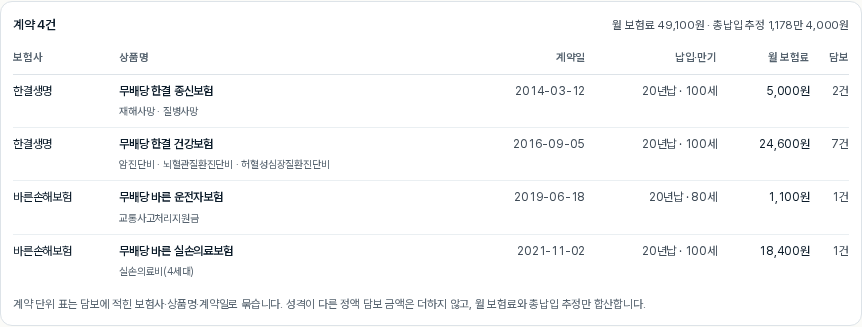 계약 4건
월 보험료 49,100원 · 총납입 추정 1,178만 4,000원
보험사 상품명 계약일 납입·만기 월 보험료 담보
한결생명 무배당 한결 종신보험 2014-03-12 20년납 · 100세 5,000원 2건
재해사망 · 질병사망
한결생명 무배당 한결 건강보험 2016-09-05 20년납 · 100세 24,600원 7건
암진단비 · 뇌혈관질환진단비 · 허혈성심장질환진단비
바른손해보험 무배당 바른 운전자보험 2019-06-18 20년납 · 80세 1,100원 1건
교통사고처리지원금
바른손해보험 무배당 바른 실손의료보험 2021-11-02 20년납 · 100세 18,400원 1건
실손의료비(4세대)
계약 단위 표는 담보에 적힌 보험사·상품명·계약일로 묶습니다. 성격이 다른 정액 담보 금액은 더하지 않고, 월 보험료와 총납입 추정만 합산합니다.